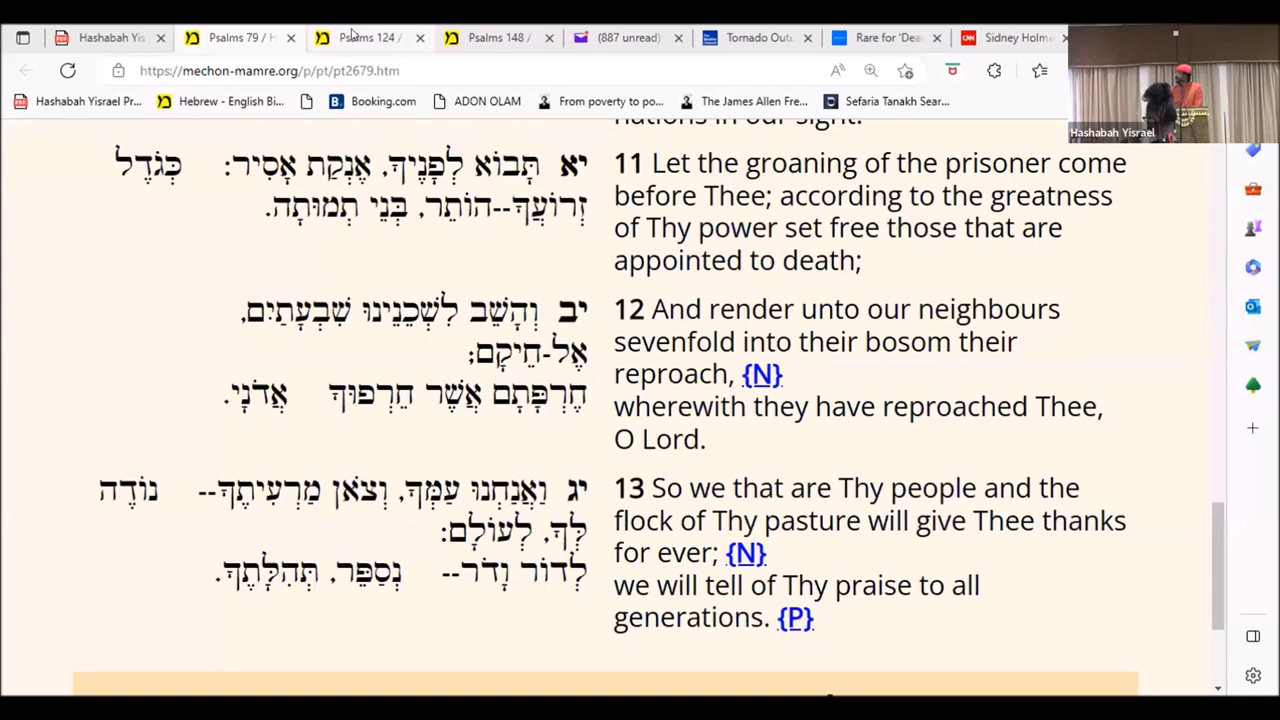 Hashabah Yis
Psalms 79 / H
Psalms 124 /
Psalms 148 /
(887 unread)
Tornado Outb
Rare for 'Dea
Sidney Holme
https://mechon-mamre.org/p/pt/pt2679.htm
Hashabah Yisrael Pr...
Hebrew - English Bi...
Booking.com
ADON OLAM
From poverty to po...
The James Allen Fre...
Sefaria Tanakh Sear...
Hashabah Yisrael
nations in our sight.
יא תָּבוֹא לְפָנֶיךָ, אֶנְקַת אָסִיר: כְּגֹדֶל
זְרוֹעֲךָ--הוֹתֵר, בְּנֵי תְמוּתָה.
11 Let the groaning of the prisoner come
before Thee; according to the greatness
of Thy power set free those that are
appointed to death;
יב וְהָשֵׁב לִשְׁכֵנֵינוּ שִׁבְעָתַיִם,
אֶל-חֵיקָם;
חֶרְפָּתָם אֲשֶׁר חֵרְפוּךָ אֲדֹנָי.
12 And render unto our neighbours
sevenfold into their bosom their
reproach, {N}
wherewith they have reproached Thee,
O Lord.
יג וַאֲנַחְנוּ עַמְּךָ, וְצֹאן מַרְעִיתֶךָ-- נוֹדֶה
לְּךָ, לְעוֹלָם:
לְדוֹר וָדֹר-- נְסַפֵּר, תְּהִלָּתֶךָ.
13 So we that are Thy people and the
flock of Thy pasture will give Thee thanks
for ever; {N}
we will tell of Thy praise to all
generations. {P}